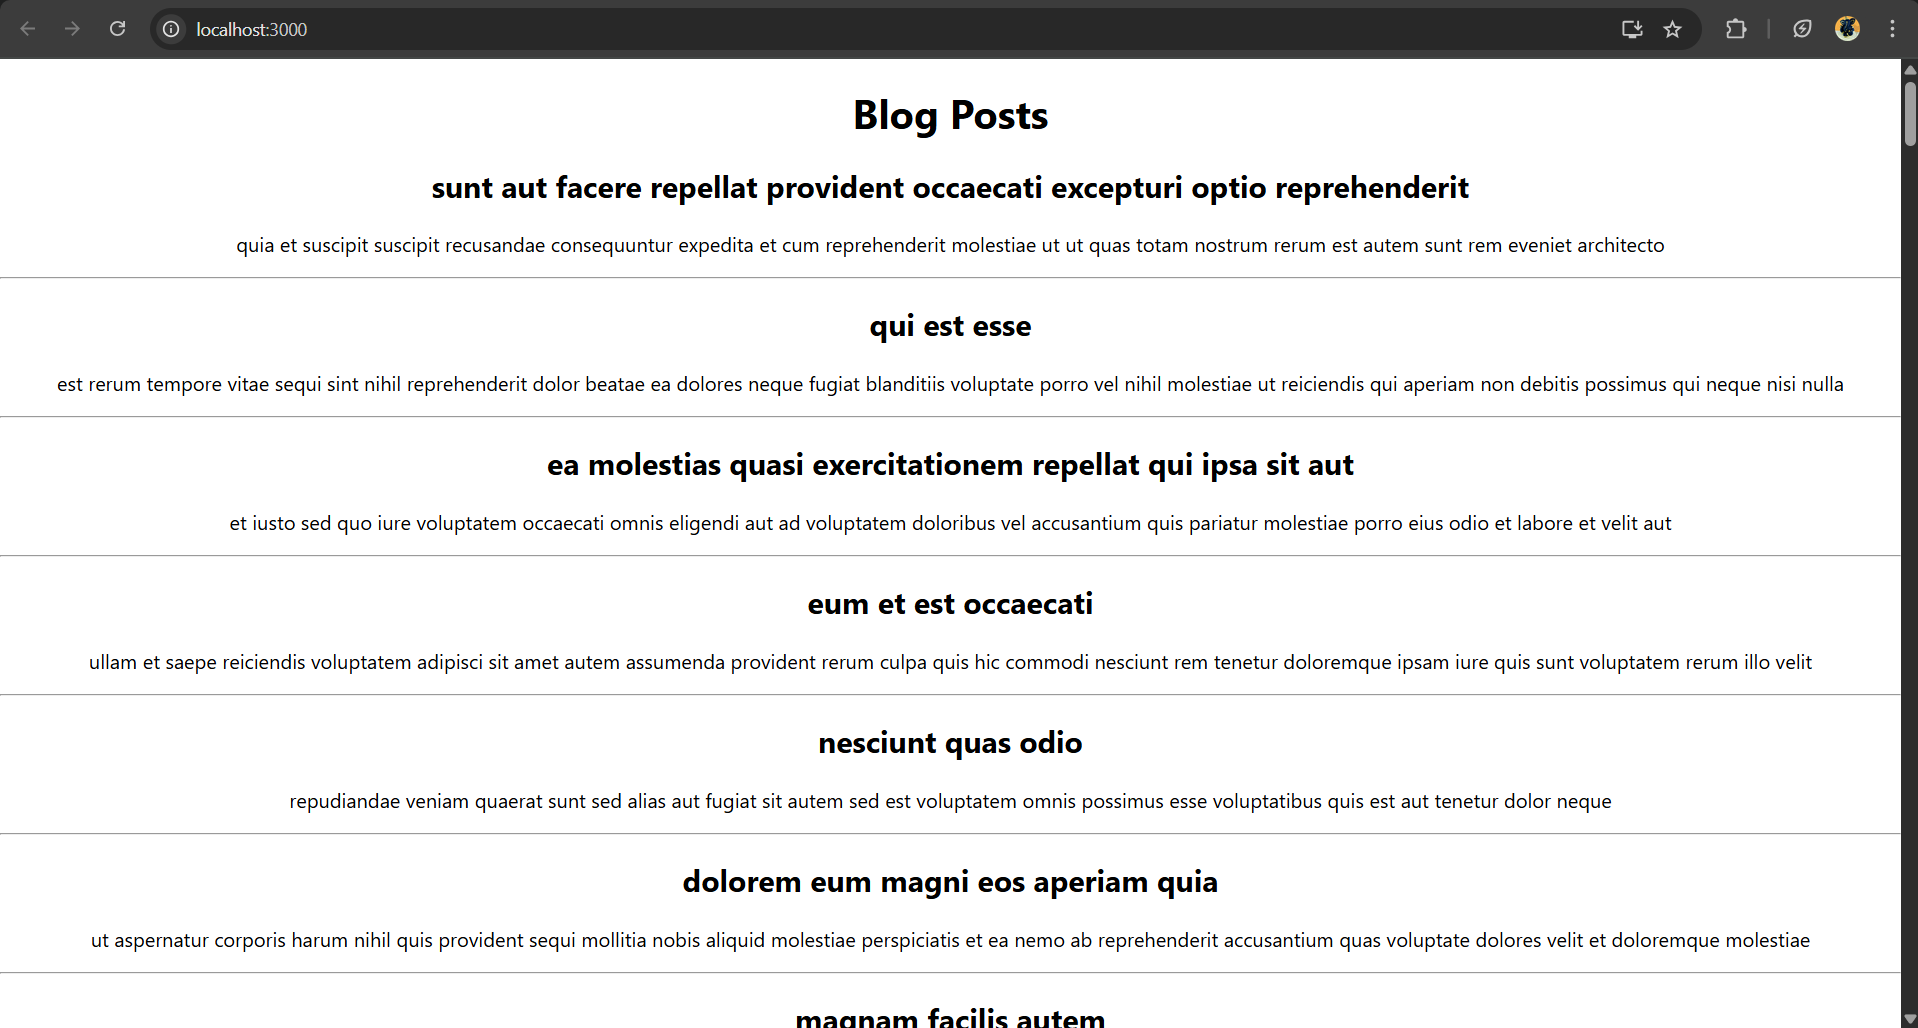 localhost:3000
Blog Posts
sunt aut facere repellat provident occaecati excepturi optio reprehenderit
quia et suscipit suscipit recusandae consequuntur expedita et cum reprehenderit molestiae ut ut quas totam nostrum rerum est autem sunt rem eveniet architecto
qui est esse
est rerum tempore vitae sequi sint nihil reprehenderit dolor beatae ea dolores neque fugiat blanditiis voluptate porro vel nihil molestiae ut reiciendis qui aperiam non debitis possimus qui neque nisi nulla
ea molestias quasi exercitationem repellat qui ipsa sit aut
et iusto sed quo iure voluptatem occaecati omnis eligendi aut ad voluptatem doloribus vel accusantium quis pariatur molestiae porro eius odio et labore et velit aut
eum et est occaecati
ullam et saepe reiciendis voluptatem adipisci sit amet autem assumenda provident rerum culpa quis hic commodi nesciunt rem tenetur doloremque ipsam iure quis sunt voluptatem rerum illo velit
nesciunt quas odio
repudiandae veniam quaerat sunt sed alias aut fugiat sit autem sed est voluptatem omnis possimus esse voluptatibus quis est aut tenetur dolor neque
dolorem eum magni eos aperiam quia
ut aspernatur corporis harum nihil quis provident sequi mollitia nobis aliquid molestiae perspiciatis et ea nemo ab reprehenderit accusantium quas voluptate dolores velit et doloremque molestiae
magnam facilis autem